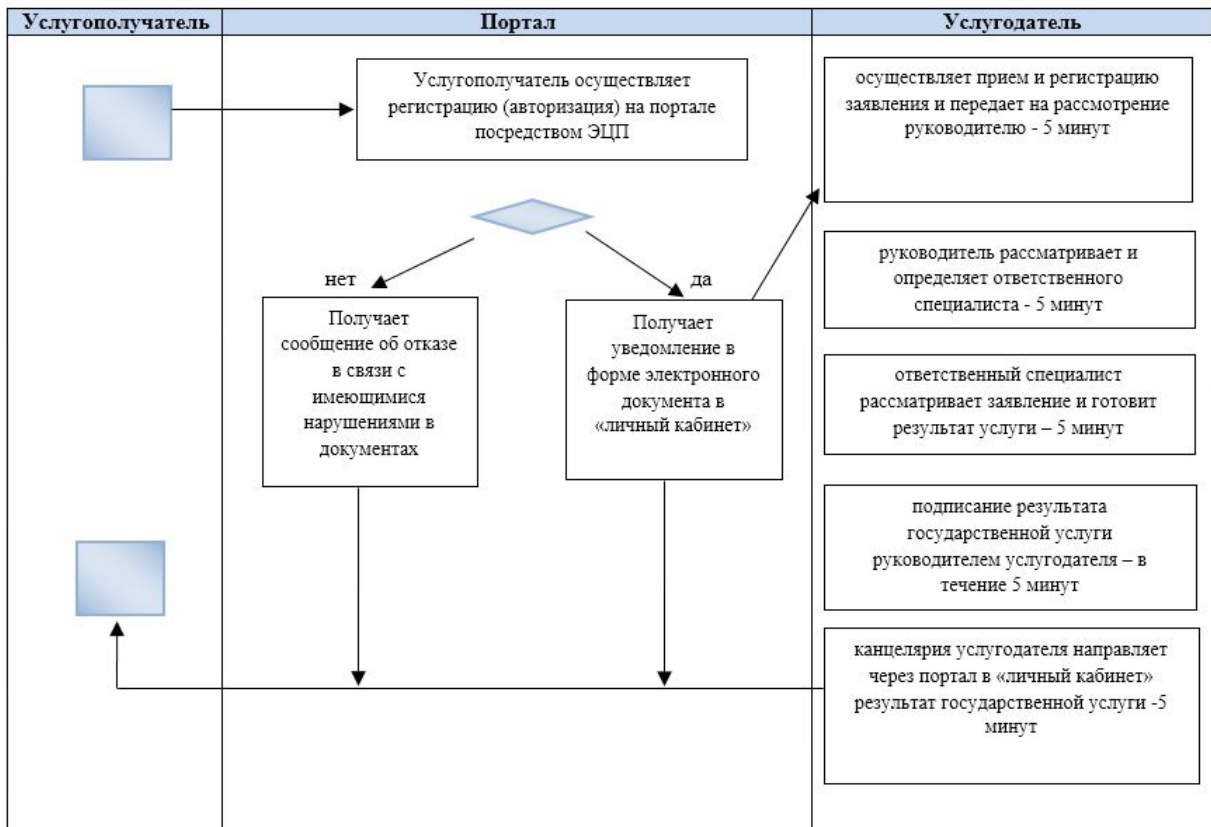 Услугополучатель
Портал
Услугодатель
Услугополучатель осуществляет
регистрацию (авторизация) на портале
посредством ЭЦП
нет
да
Получает
сообщение об отказе
в связи с
имеющимися
нарушениями в
документах
Получает
уведомление в
форме электронного
документа в
«личный кабинет»
осуществляет прием и регистрацию
заявления и передает на рассмотрение
руководителю - 5 минут
руководитель рассматривает и
определяет ответственного
специалиста - 5 минут
ответственный специалист
рассматривает заявление и готовит
результат услуги – 5 минут
подписание результата
государственной услуги
руководителем услугодателя – в
течение 5 минут
канцелярия услугодателя направляет
через портал в «личный кабинет»
результат государственной услуги -5
минут